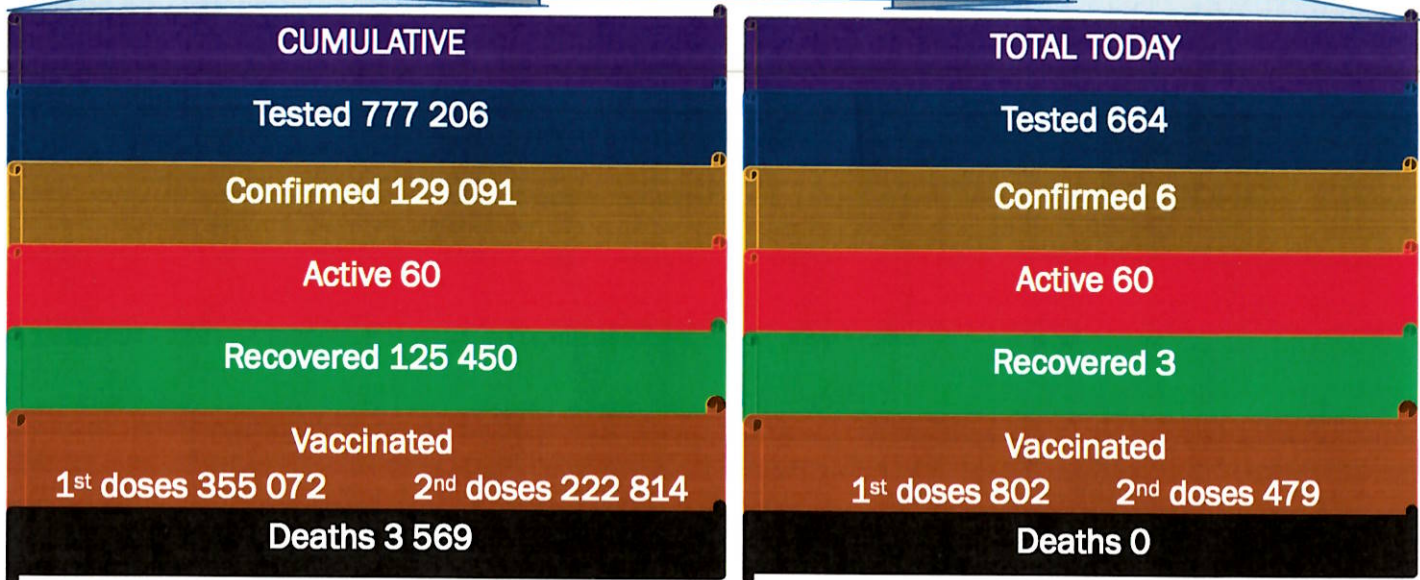 CUMULATIVE
Tested 777 206
Confirmed 129 091
Active 60
Recovered 125 450
Vaccinated
1st doses 355 072 2nd doses 222 814
Deaths 3 569
TOTAL TODAY
Tested 664
Confirmed 6
Active 60
Recovered 3
Vaccinated
1st doses 802 2nd doses 479
Deaths 0